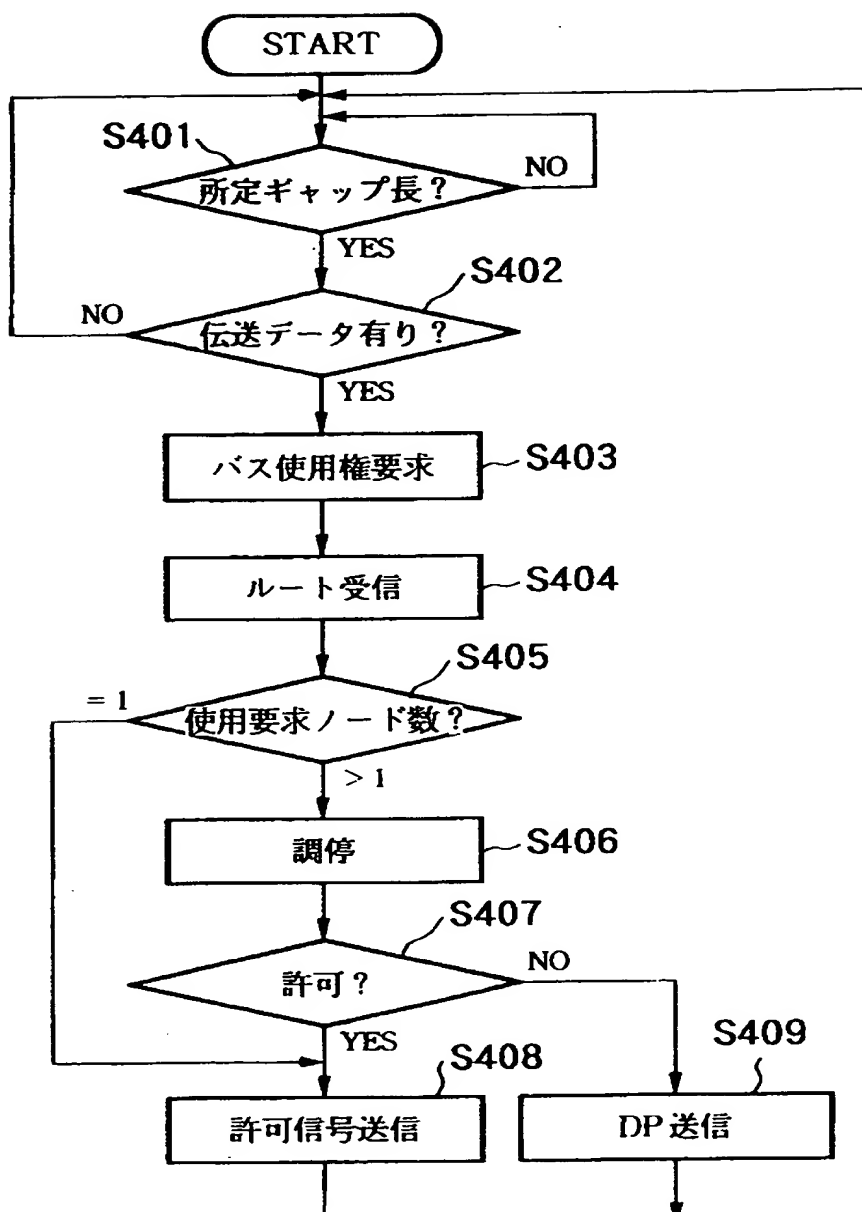 START
S401
所定ギャップ長?
NO
YES
S402
NO
伝送データ有り?
YES
バス使用権要求
S403
ルート受信
S404
S405
= 1
使用要求ノード数?
> 1
調停
S406
S407
許可?
NO
YES
S408
S409
許可信号送信
DP送信